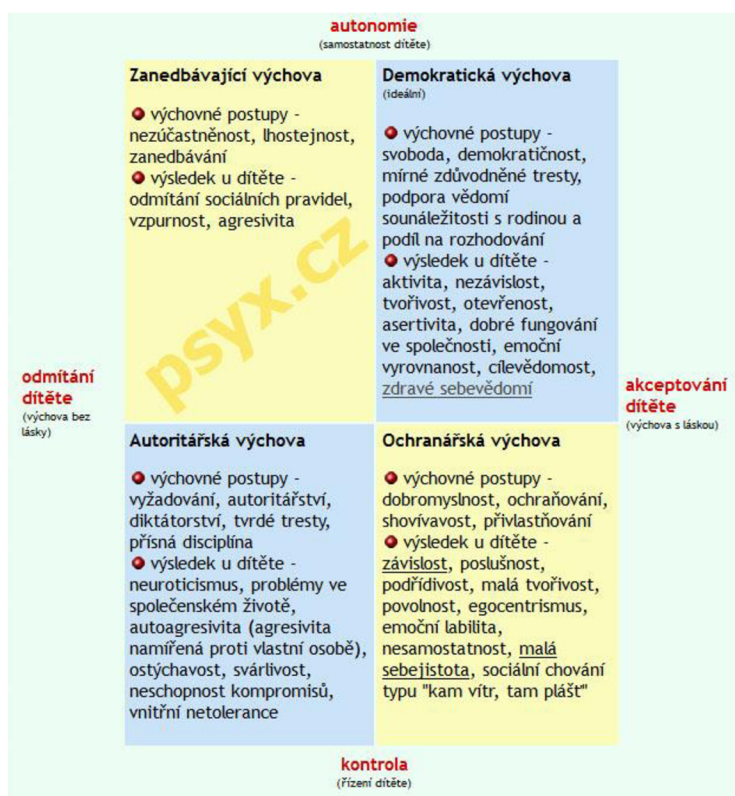 autonomie
(samostatnost dítěte)
Zanedbávající výchova
výchovné postupy -
nezúčastněnost, lhostejnost,
zanedbávání
výsledek u dítěte -
odmítání sociálních pravidel,
vzpurnost, agresivita
Demokratická výchova
(ideální)
výchovné postupy -
svoboda, demokratičnost,
mírné zdůvodněné tresty,
podpora vědomí
sounáležitosti s rodinou a
podíl na rozhodování
výsledek u dítěte -
aktivita, nezávislost,
tvořivost, otevřenost,
asertivita, dobré fungování
ve společnosti, emoční
vyrovnanost, cílevědomost,
zdravé sebevědomí
psyx.cz
odmítání
dítěte
(výchova bez
lásky)
akceptování
dítěte
(výchova s láskou)
Autoritářská výchova
výchovné postupy -
vyžadování, autoritářství,
diktátorství, tvrdé tresty,
přísná disciplína
výsledek u dítěte -
neuroticismus, problémy ve
společenském životě,
autoagresivita (agresivita
namířená proti vlastní osobě),
ostýchavost, svárlivost,
neschopnost kompromisů,
vnitřní netolerance
Ochranářská výchova
výchovné postupy -
dobromyslnost, ochraňování,
shovívavost, přivlastňování
výsledek u dítěte -
závislost, poslušnost,
podřídivost, malá tvořivost,
povolnost, egocentrismus,
emoční labilita,
nesamostatnost, malá
sebejistota, sociální chování
typu "kam vítr, tam plášt"
kontrola
(řízení dítěte)